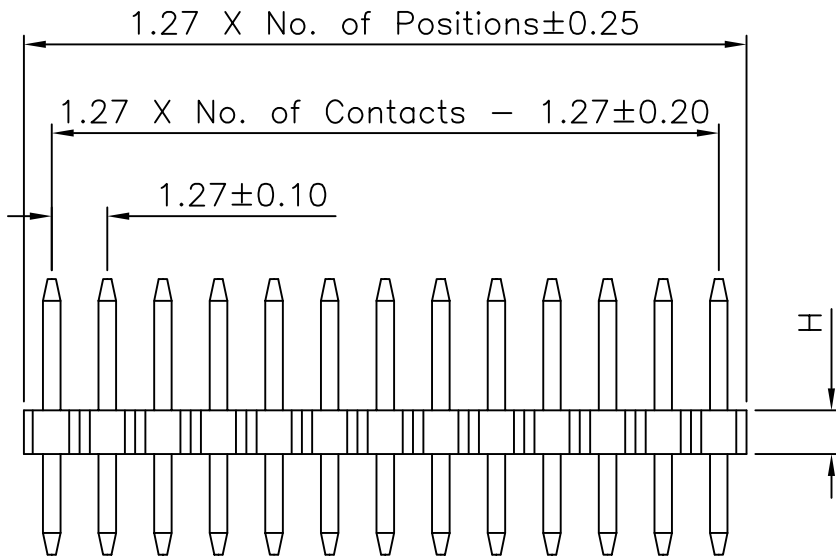 1.27 X No. of Positions±0.25
1.27 X No. of Contacts - 1.27±0.20
1.27±0.10
H